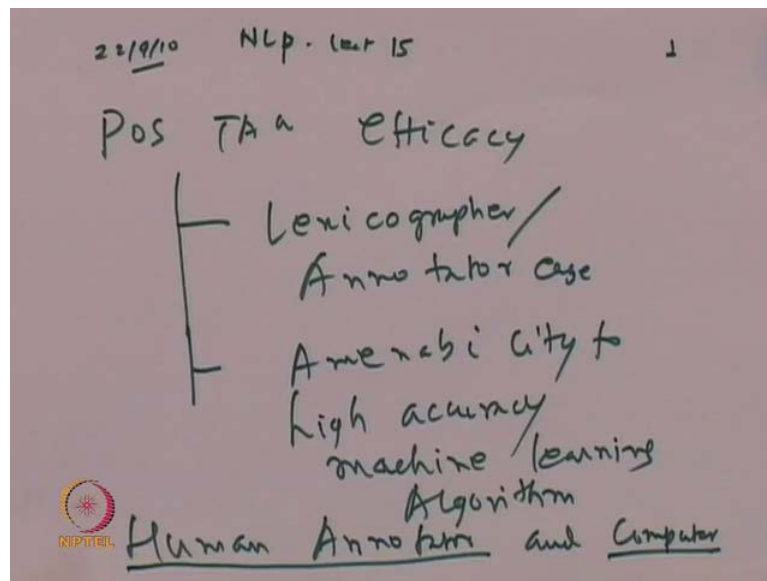 22/9/10 NLP. lect 15 1
POS TAG Efficacy
Lexicographer/
Annotator ease
Amenability to
high accuracy
machine learning
Algorithm
NPTEL
Human Annotator and Computer